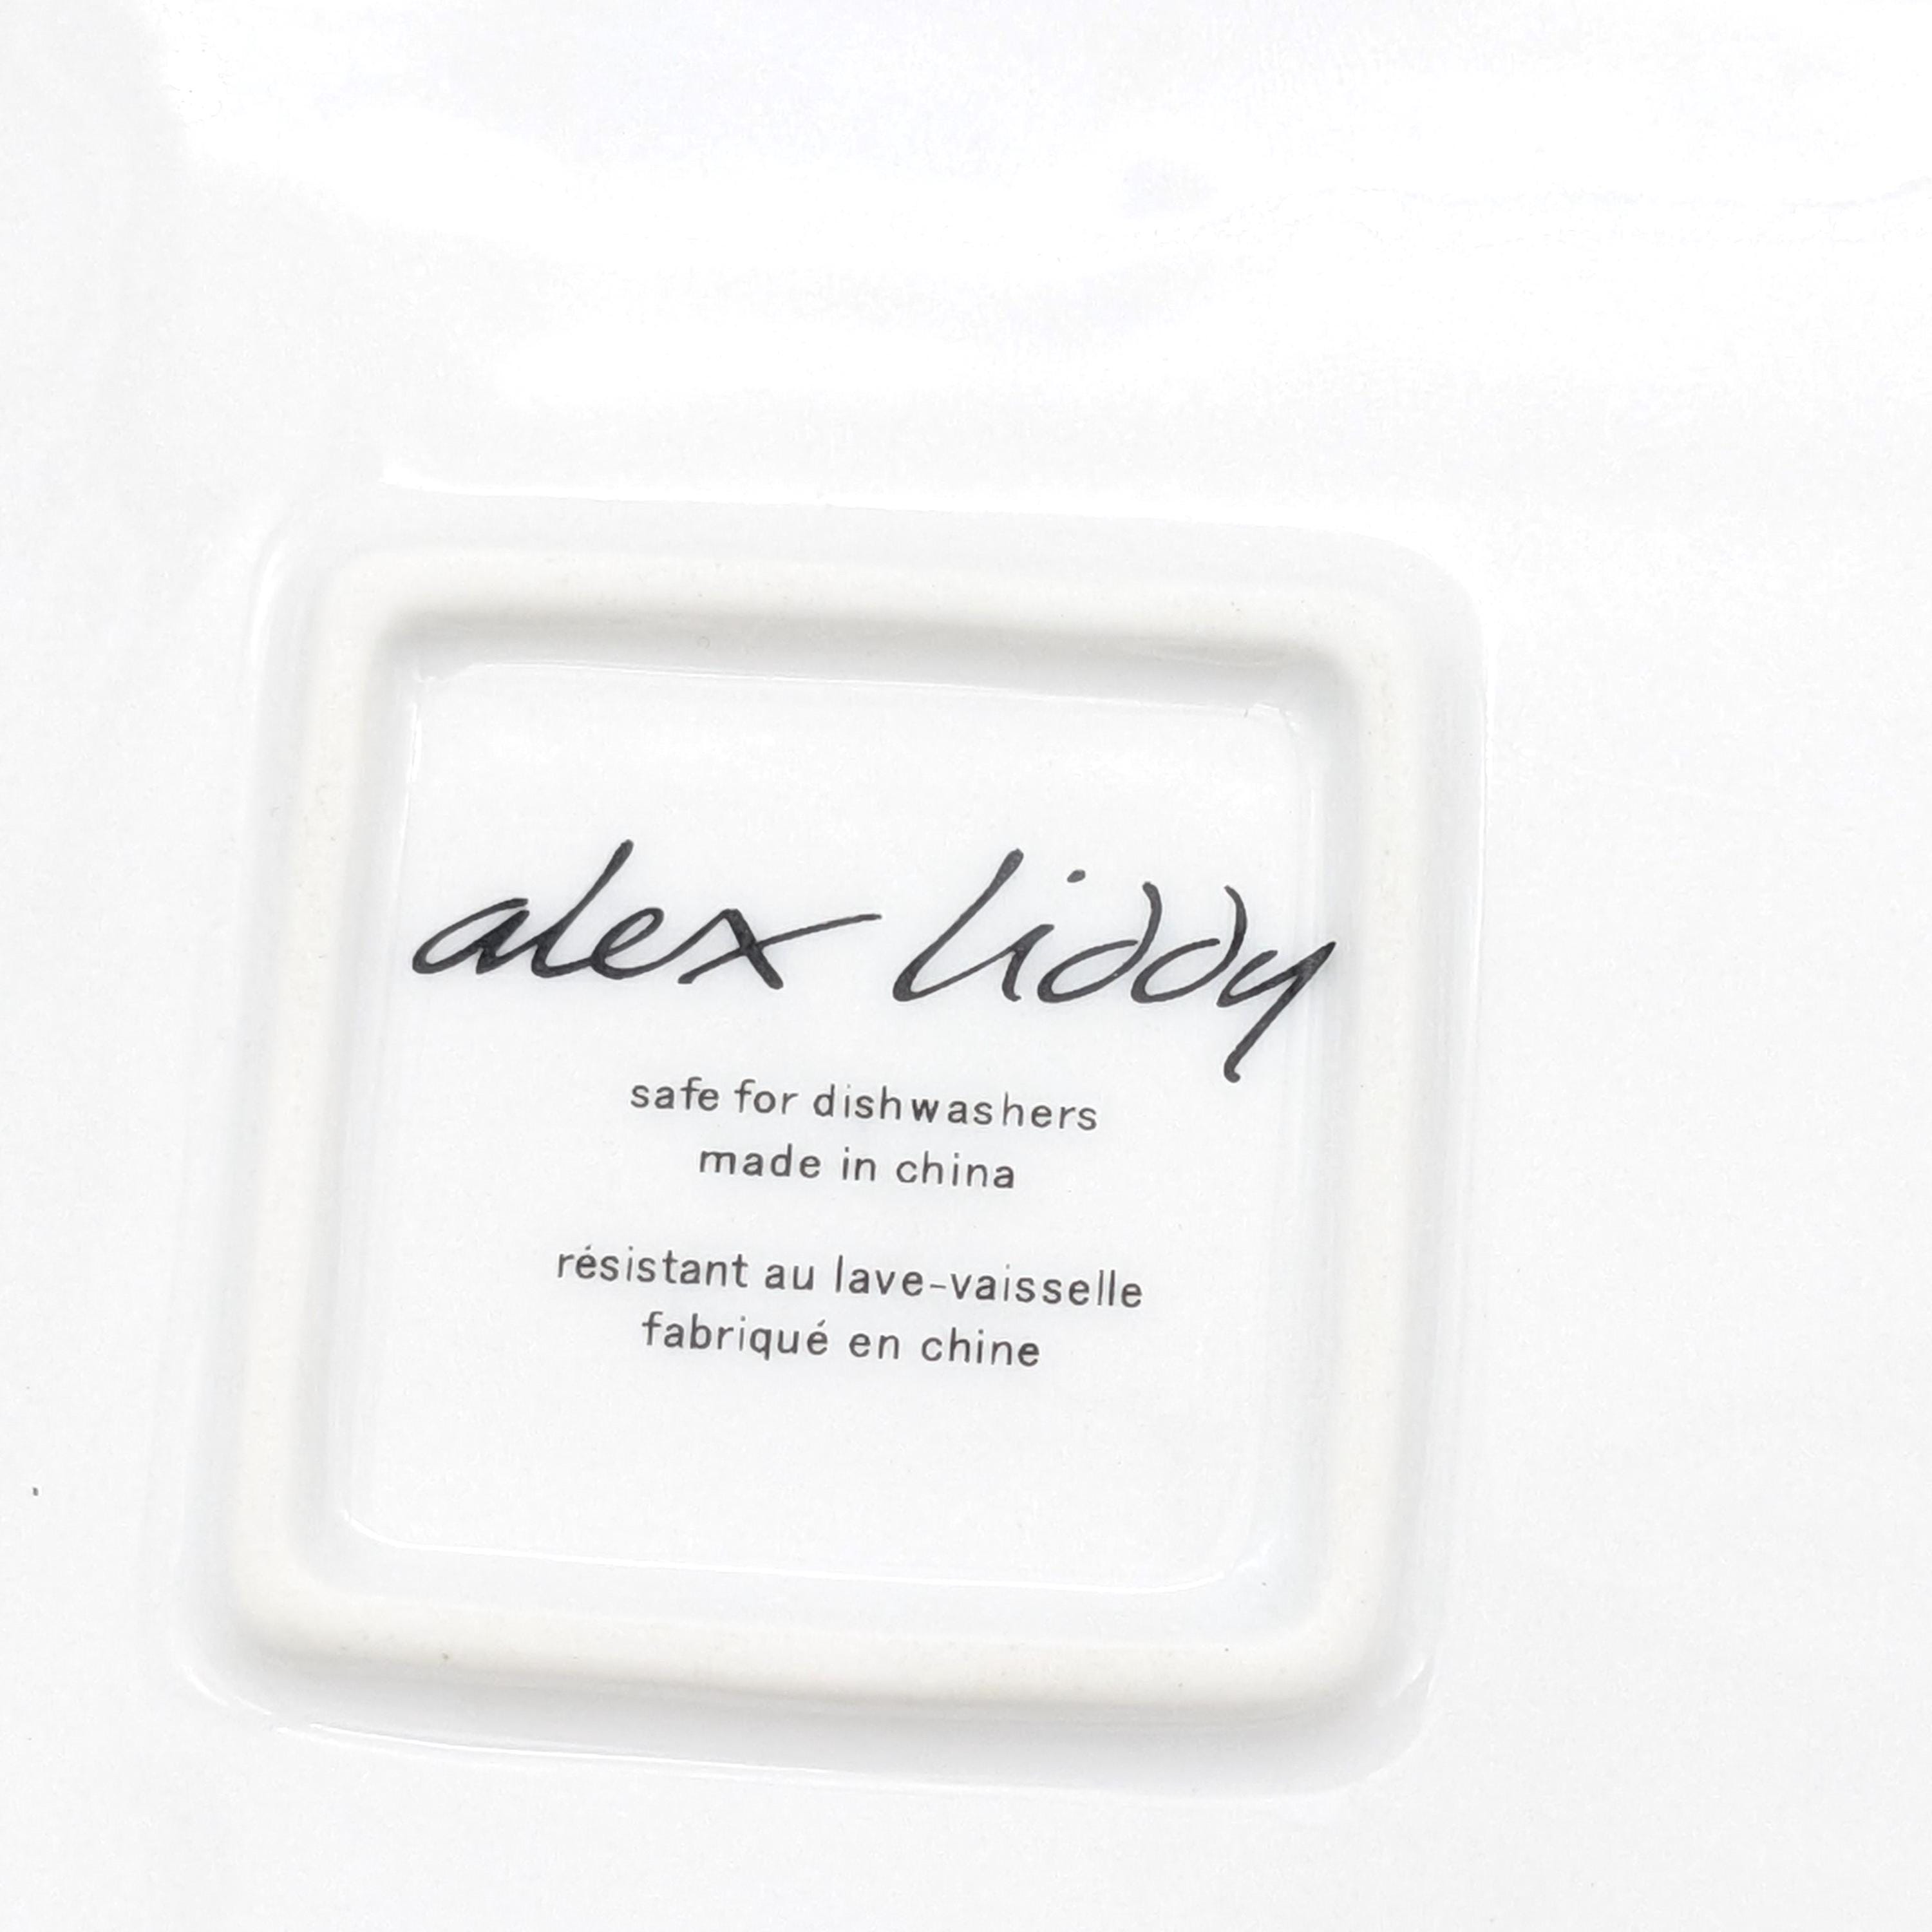 alex liddy
safe for dishwashers
made in china
résistant au lave-vaisselle
fabriqué en chine